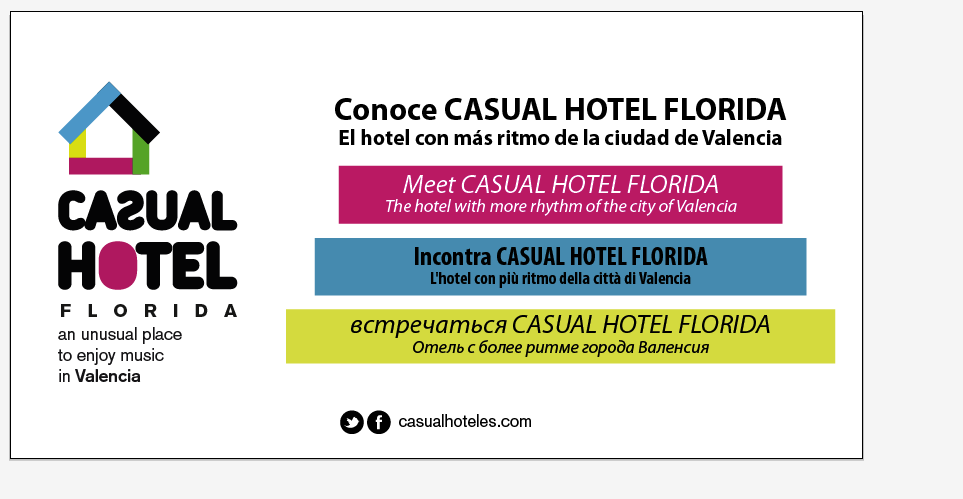 CASUAL
HOTEL
FLORIDA
an unusual place
to enjoy music
in Valencia
Conoce CASUAL HOTEL FLORIDA
El hotel con más ritmo de la ciudad de Valencia
Meet CASUAL HOTEL FLORIDA
The hotel with more rhythm of the city of Valencia
Incontra CASUAL HOTEL FLORIDA
L'hotel con più ritmo della città di Valencia
встречаться CASUAL HOTEL FLORIDA
Отель с более ритме города Валенсия
casualhoteles.com